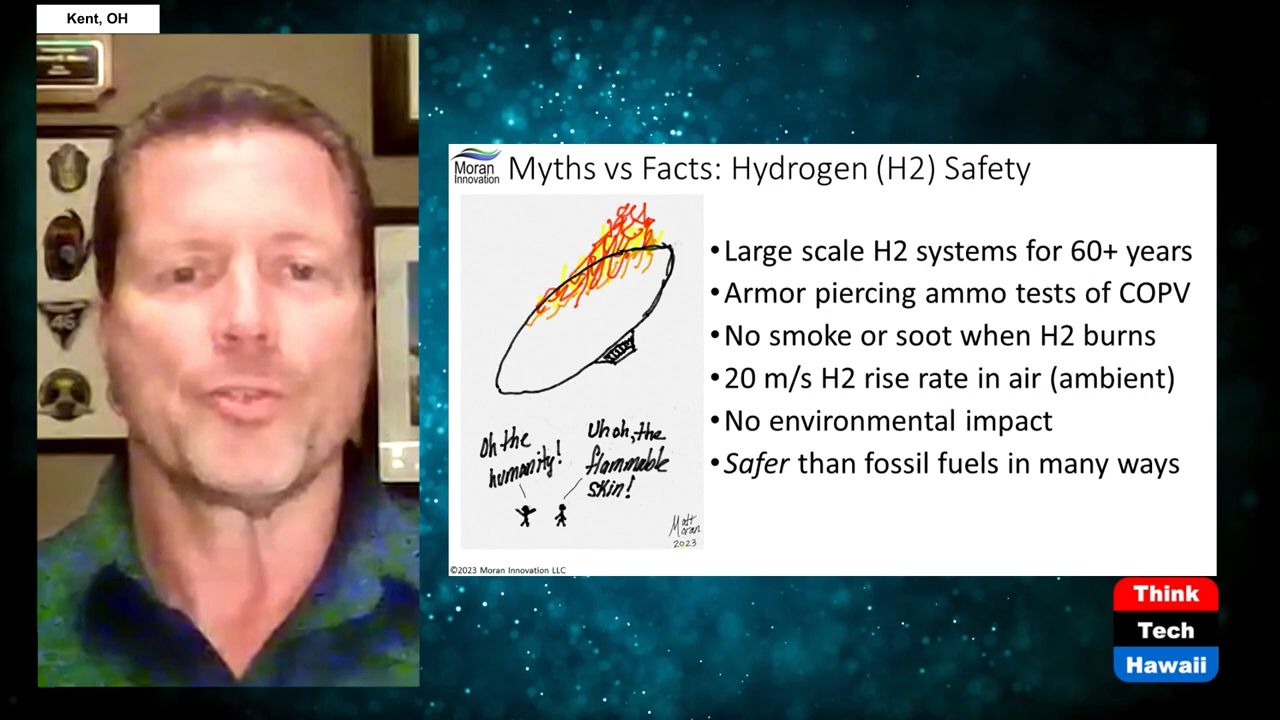 Kent, OH
Moran
Innovation
Myths vs Facts: Hydrogen (H2) Safety
Oh the
humanity!
Uh oh, the
flammable
skin!
Matt
Moran
2023
•Large scale H2 systems for 60+ years
•Armor piercing ammo tests of COPV
•No smoke or soot when H2 burns
•20 m/s H2 rise rate in air (ambient)
•No environmental impact
•Safer than fossil fuels in many ways
©2023 Moran Innovation LLC
Think
Tech
Hawaii
45